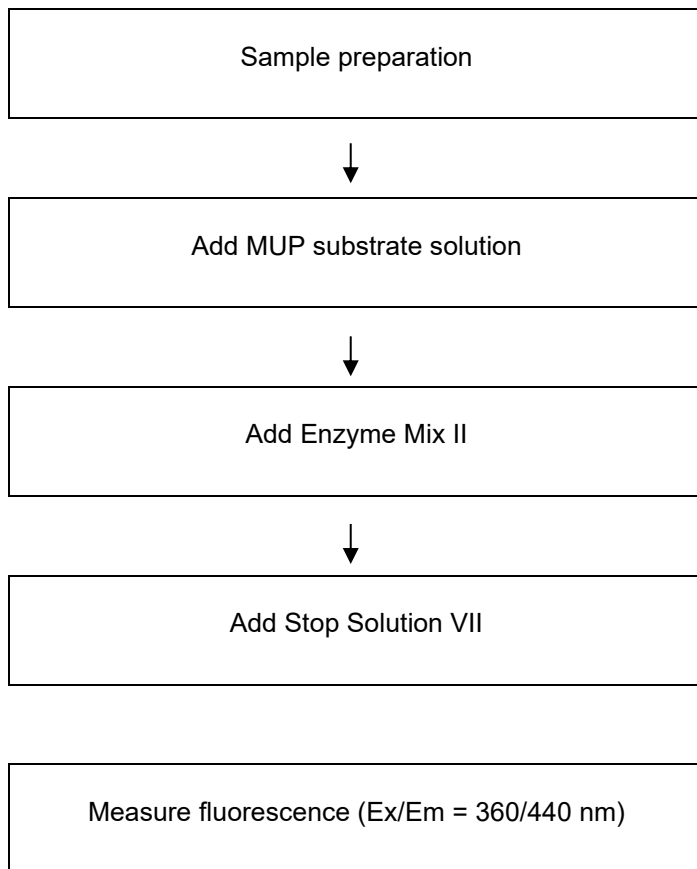 Sample preparation
Add MUP substrate solution
Add Enzyme Mix II
Add Stop Solution VII
Measure fluorescence (Ex/Em = 360/440 nm)